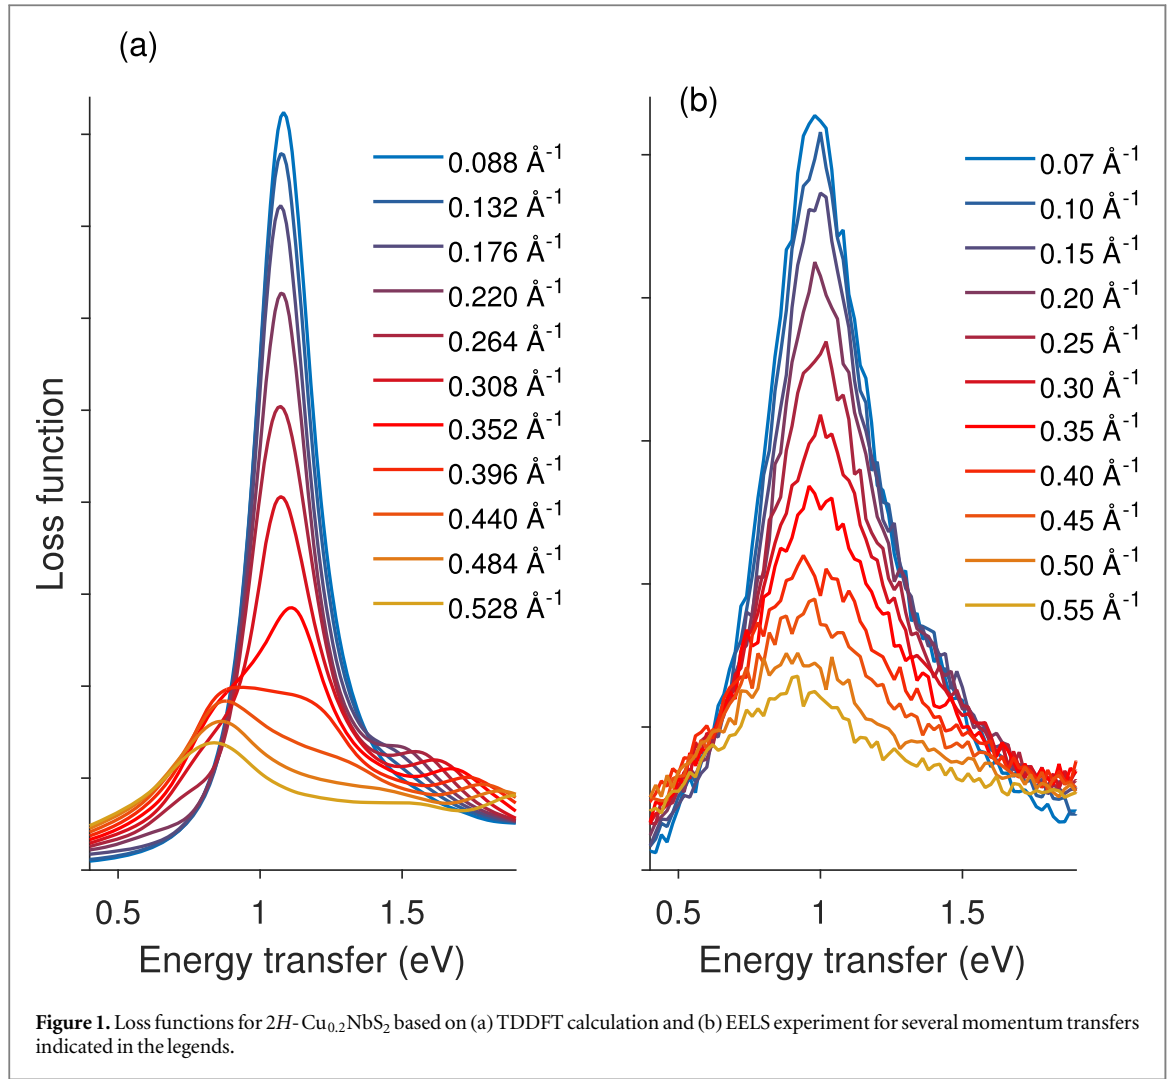 (a)
Loss function
0.088 Å⁻¹
0.132 Å⁻¹
0.176 Å⁻¹
0.220 Å⁻¹
0.264 Å⁻¹
0.308 Å⁻¹
0.352 Å⁻¹
0.396 Å⁻¹
0.440 Å⁻¹
0.484 Å⁻¹
0.528 Å⁻¹
0.5 1 1.5
Energy transfer (eV)
(b)
0.07 Å⁻¹
0.10 Å⁻¹
0.15 Å⁻¹
0.20 Å⁻¹
0.25 Å⁻¹
0.30 Å⁻¹
0.35 Å⁻¹
0.40 Å⁻¹
0.45 Å⁻¹
0.50 Å⁻¹
0.55 Å⁻¹
0.5 1 1.5
Energy transfer (eV)
Figure 1. Loss functions for 2H-Cu₀.₂NbS₂ based on (a) TDDFT calculation and (b) EELS experiment for several momentum transfers
indicated in the legends.